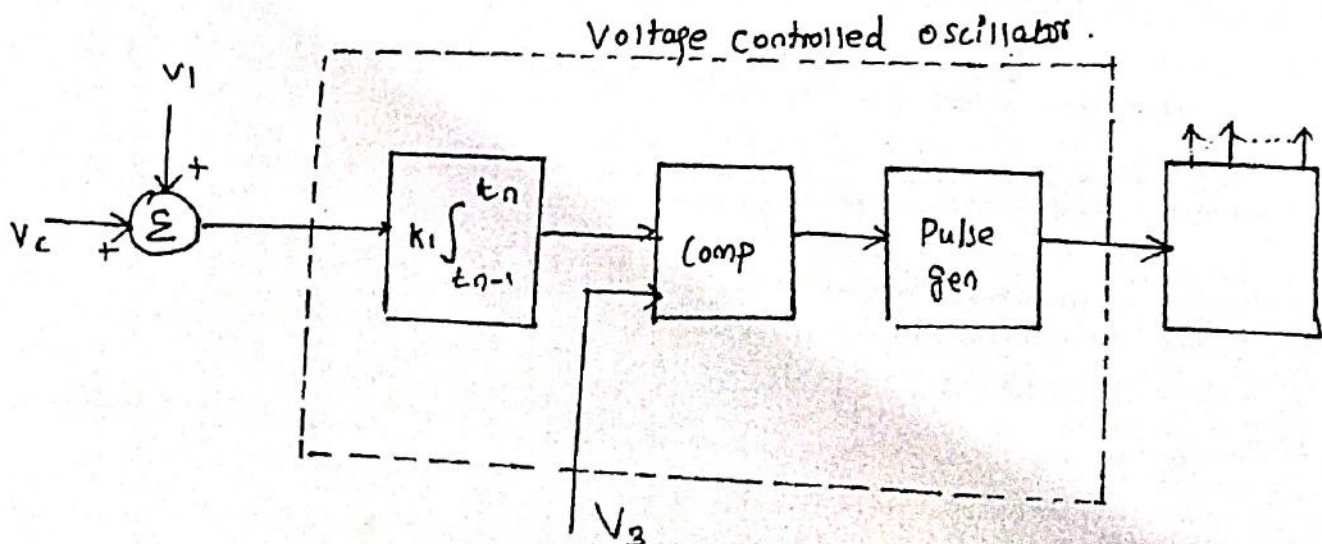 Voltage controlled oscillator.
V1
+
Vc
+
Σ
K1 ∫ tn tn-1
Comp
Pulse
gen
V3